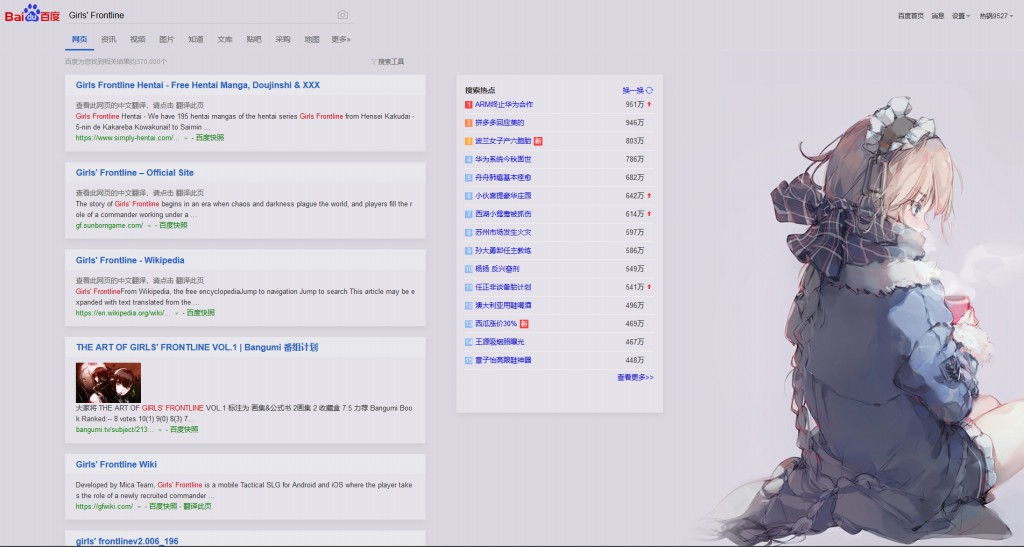 Bai du 百度
Girls' Frontline
百度首页 消息 设置 热祸9527
网页 资讯 视频 图片 知道 文库 贴吧 采购 地图 更多»
百度为您找到相关结果约370,000个
搜索工具
Girls Frontline Hentai - Free Hentai Manga, Doujinshi & XXX
查看此网页的中文翻译，请点击 翻译此页
Girls Frontline Hentai - We have 195 hentai mangas of the hentai series Girls Frontline from Hensei Kakudai -
5-nin de Kakareba Kowakunai! to Saimin ...
https://www.simply-hentai.com/... - 百度快照
Girls' Frontline – Official Site
查看此网页的中文翻译，请点击 翻译此页
The story of Girls' Frontline begins in an era when chaos and darkness plague the world, and players fill the r
ole of a commander working under a ...
gf.sunborngame.com/ - 百度快照
Girls' Frontline - Wikipedia
查看此网页的中文翻译，请点击 翻译此页
Girls' FrontlineFrom Wikipedia, the free encyclopediaJump to navigation Jump to search This article may be e
xpanded with text translated from the ...
https://en.wikipedia.org/wiki/... - 百度快照
THE ART OF GIRLS' FRONTLINE VOL.1 | Bangumi 番组计划
大家将 THE ART OF GIRLS' FRONTLINE VOL.1 标注为 画集&公式书 2画集 2 收藏盒 7.5 力荐 Bangumi Boo
k Ranked:-- 8 votes 10(1) 9(0) 8(3) 7...
bangumi.tv/subject/213... - 百度快照
Girls' Frontline Wiki
Developed by Mica Team, Girls' Frontline is a mobile Tactical SLG for Android and iOS where the player take
s the role of a newly recruited commander ...
https://gfwiki.com/ - 百度快照 - 翻译此页
girls' frontlinev2.006_196
搜索热点 换一换
1 ARM终止华为合作 951万
2 拼多多回应美的 946万
3 波兰女子产六胞胎 新 803万
4 华为系统今秋面世 786万
5 丹丹肺癌基本痊愈 682万
6 小伙喜提豪华庄园 642万
7 西湖小鸳鸯被抓伤 614万
8 苏州市场发生火灾 597万
9 孙大勇卸任主教练 586万
10 杨扬 反兴奋剂 549万
11 任正非谈备胎计划 541万
12 澳大利亚用鞋喝酒 496万
13 西瓜涨价30% 新 469万
14 王源吸烟照曝光 467万
15 章子怡亮眼鞋神器 448万
查看更多>>